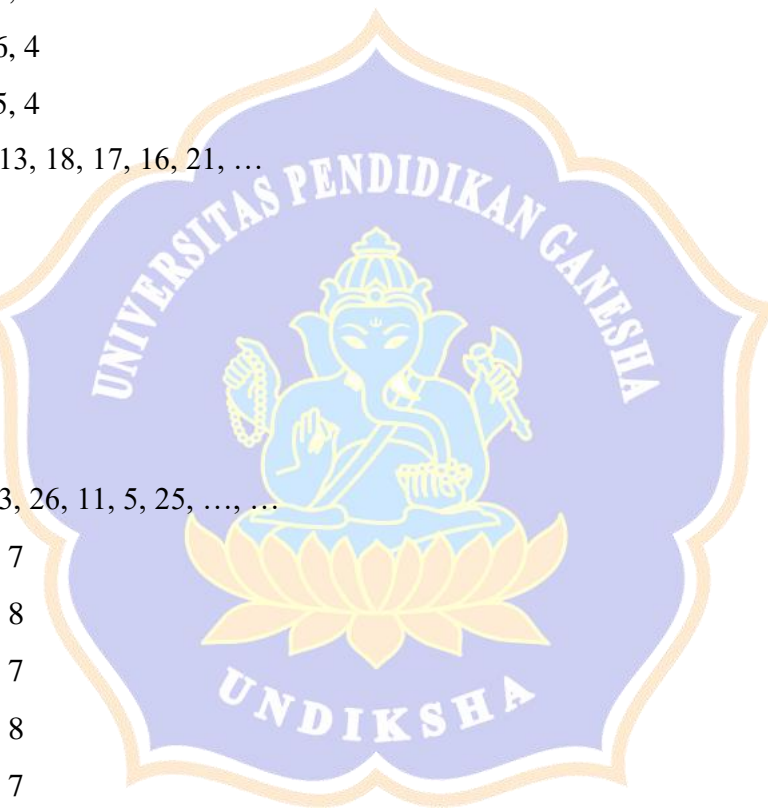 6, 4
5, 4
13, 18, 17, 16, 21, …
UNIVERSITAS PENDIDIKAN GANESHA
3, 26, 11, 5, 25, …, …
7
8
7
UNDIKSHA
8
7